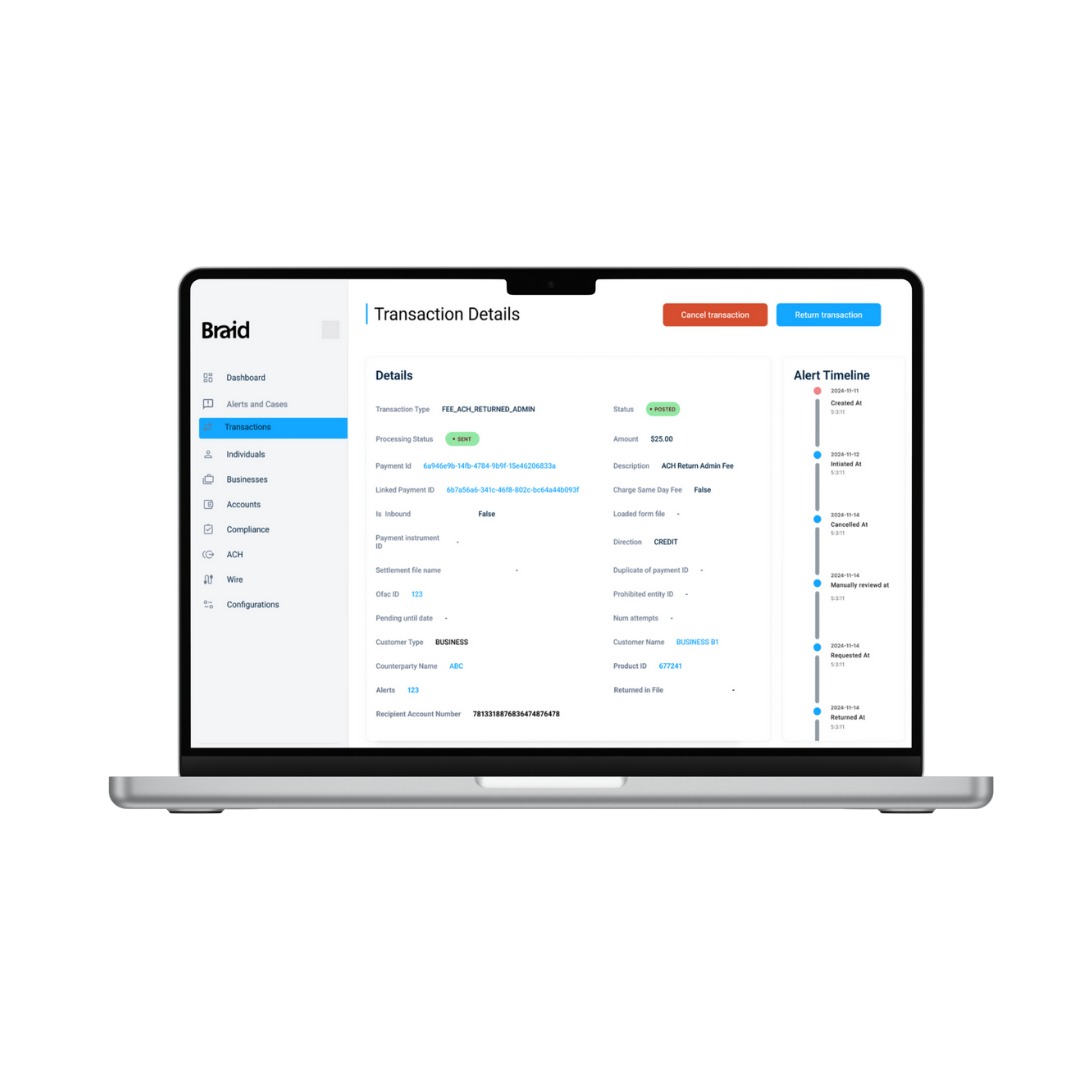 Braid
Dashboard
Alerts and Cases
Transactions
Individuals
Businesses
Accounts
Compliance
ACH
Wire
Configurations
Transaction Details
Cancel transaction
Return transaction
Details
Transaction Type FEE_ACH_RETURNED_ADMIN
Status • POSTED
Processing Status • SENT
Amount $25.00
Payment Id 6a946e9b-14fb-4784-9b9f-15e46206833a
Description ACH Return Admin Fee
Linked Payment ID 6b7a56a6-341c-46f8-802c-bc64a44b093f
Charge Same Day Fee False
Is Inbound False
Loaded form file -
Payment instrument
ID -
Direction CREDIT
Settlement file name -
Duplicate of payment ID -
Ofac ID 123
Prohibited entity ID -
Pending until date -
Num attempts -
Customer Type BUSINESS
Customer Name BUSINESS B1
Counterparty Name ABC
Product ID 677241
Alerts 123
Returned in File -
Recipient Account Number 7813318876836474876478
Alert Timeline
2024-11-11
Created At
5:3:11
2024-11-12
Intiated At
5:3:11
2024-11-14
Cancelled At
5:3:11
2024-11-14
Manually reviewd at
5:3:11
2024-11-14
Requested At
5:3:11
2024-11-14
Returned At
5:3:11